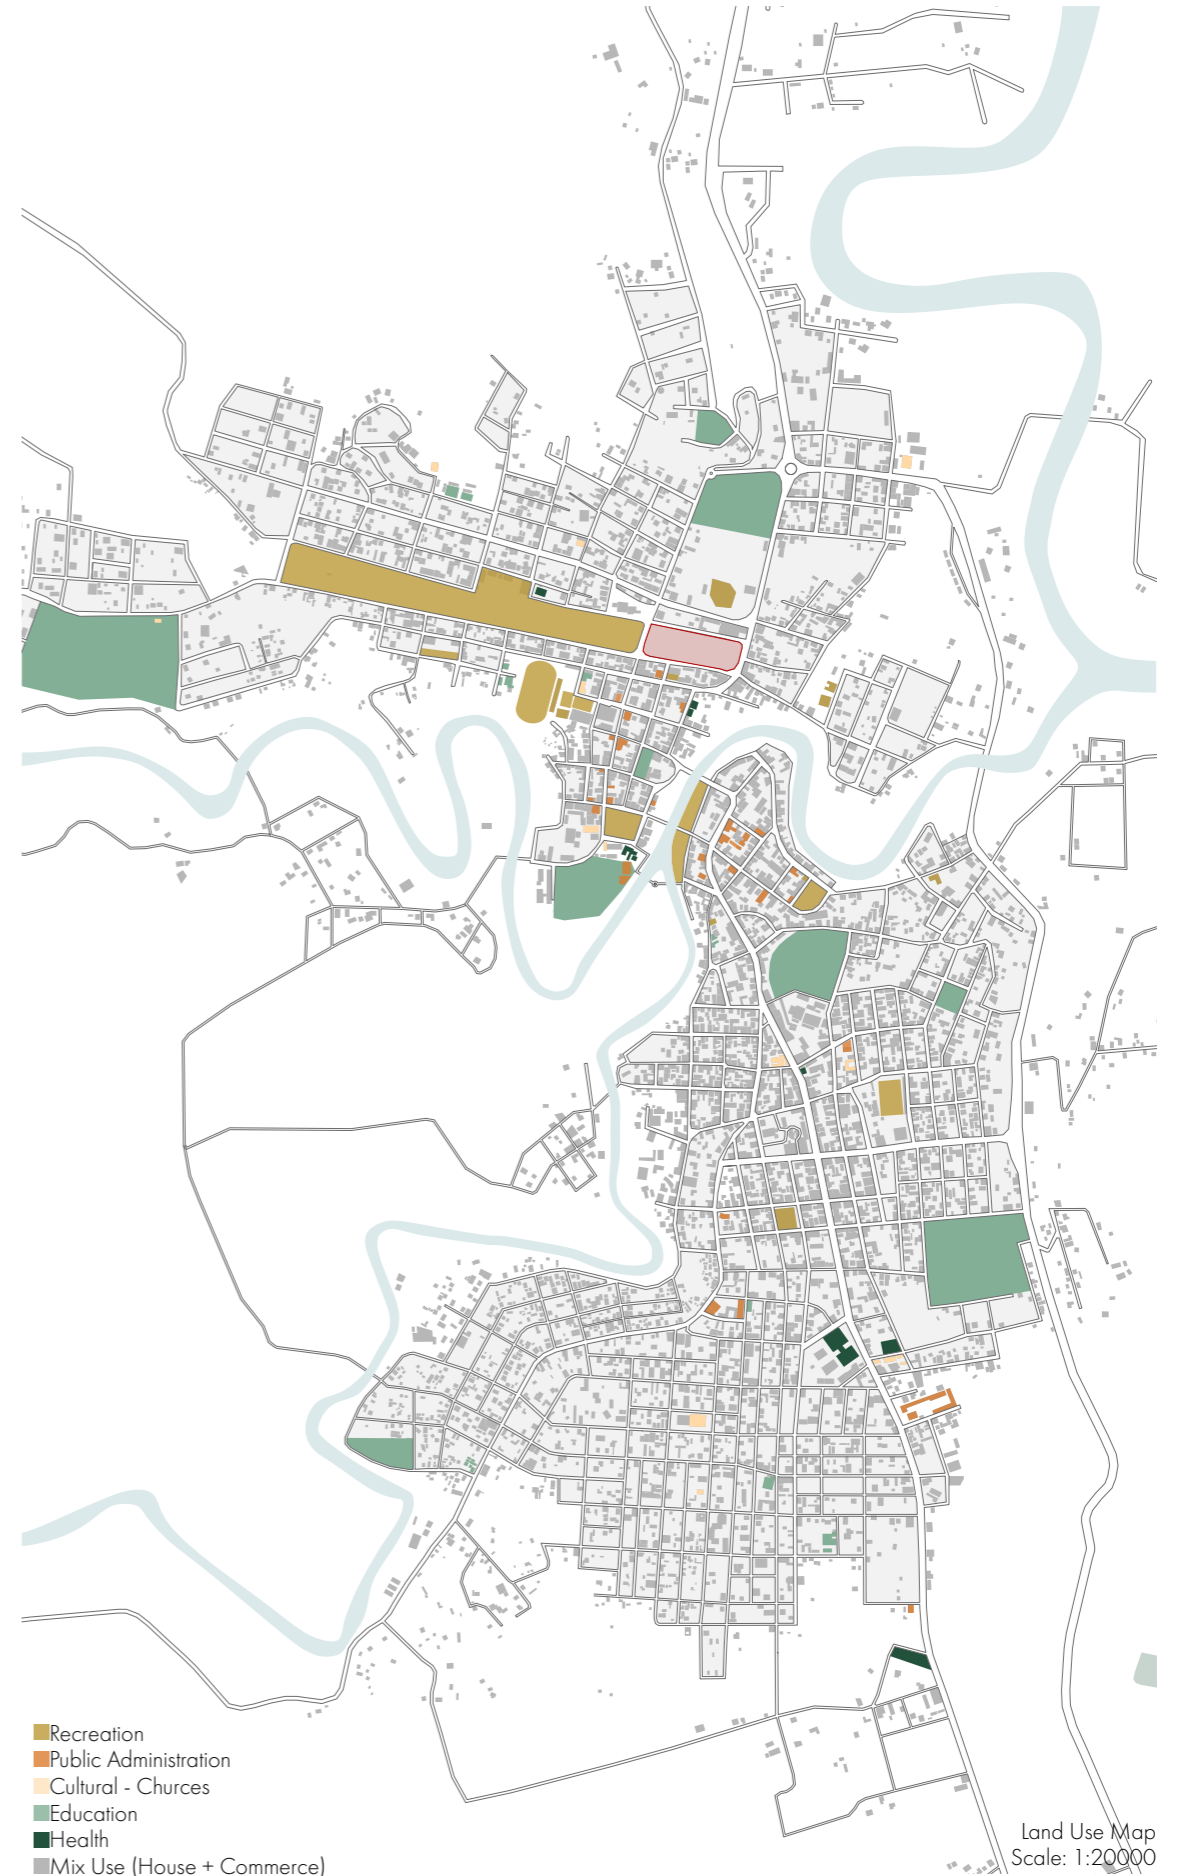 Recreation
Public Administration
Cultural - Churces
Education
Health
Mix Use (House + Commerce)
Land Use Map
Scale: 1:20000